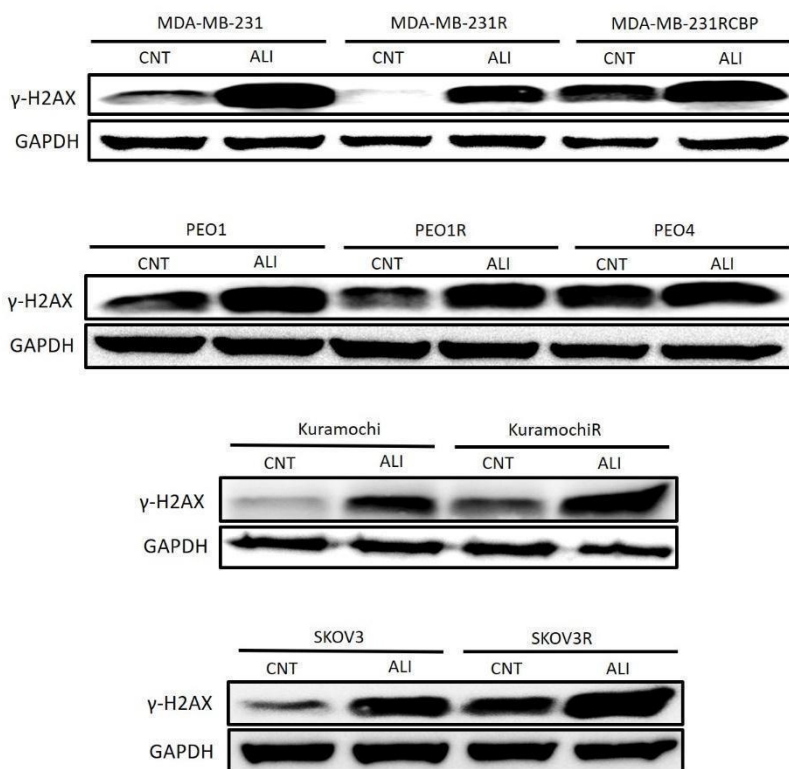 MDA-MB-231 MDA-MB-231R MDA-MB-231RCBP
CNT ALI CNT ALI CNT ALI
γ-H2AX
GAPDH
PEO1 PEO1R PEO4
CNT ALI CNT ALI CNT ALI
γ-H2AX
GAPDH
Kuramochi KuramochiR
CNT ALI CNT ALI
γ-H2AX
GAPDH
SKOV3 SKOV3R
CNT ALI CNT ALI
γ-H2AX
GAPDH